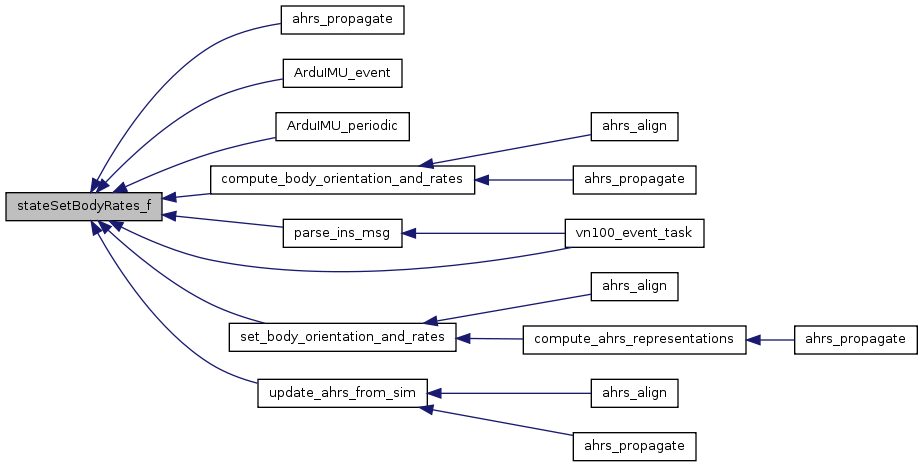 ahrs_propagate
ArduIMU_event
ArduIMU_periodic
ahrs_align
compute_body_orientation_and_rates
ahrs_propagate
stateSetBodyRates_f
parse_ins_msg
vn100_event_task
ahrs_align
set_body_orientation_and_rates
compute_ahrs_representations
ahrs_propagate
update_ahrs_from_sim
ahrs_align
ahrs_propagate